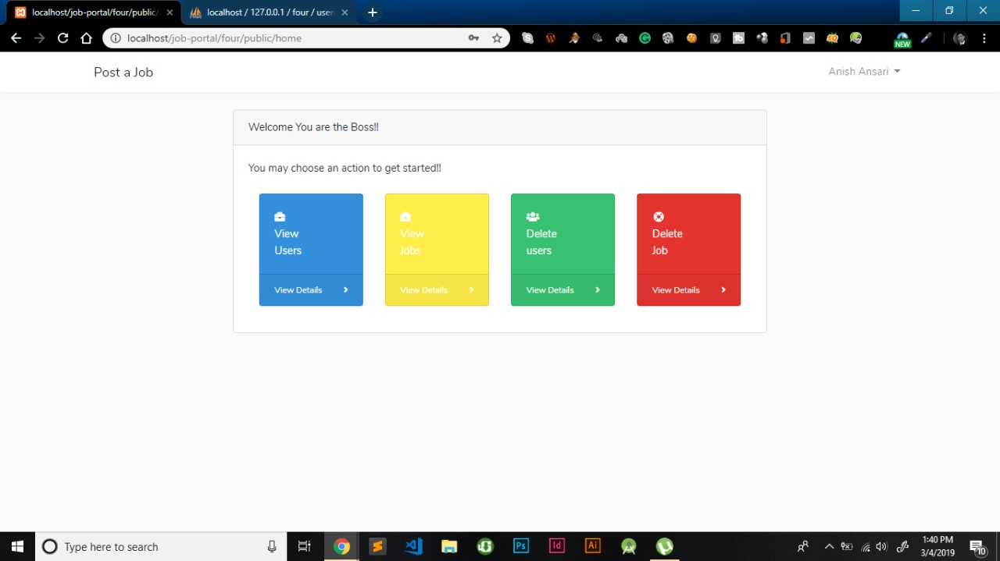 localhost/job-portal/four/public/
localhost / 127.0.0.1 / four / user
localhost/job-portal/four/public/home
NEW
Post a Job
Anish Ansari
Welcome You are the Boss!!
You may choose an action to get started!!
View
Users
View Details
View
Jobs
View Details
Delete
users
View Details
Delete
Job
View Details
Type here to search
Ps
Id
Ai
1:40 PM
3/4/2019
10